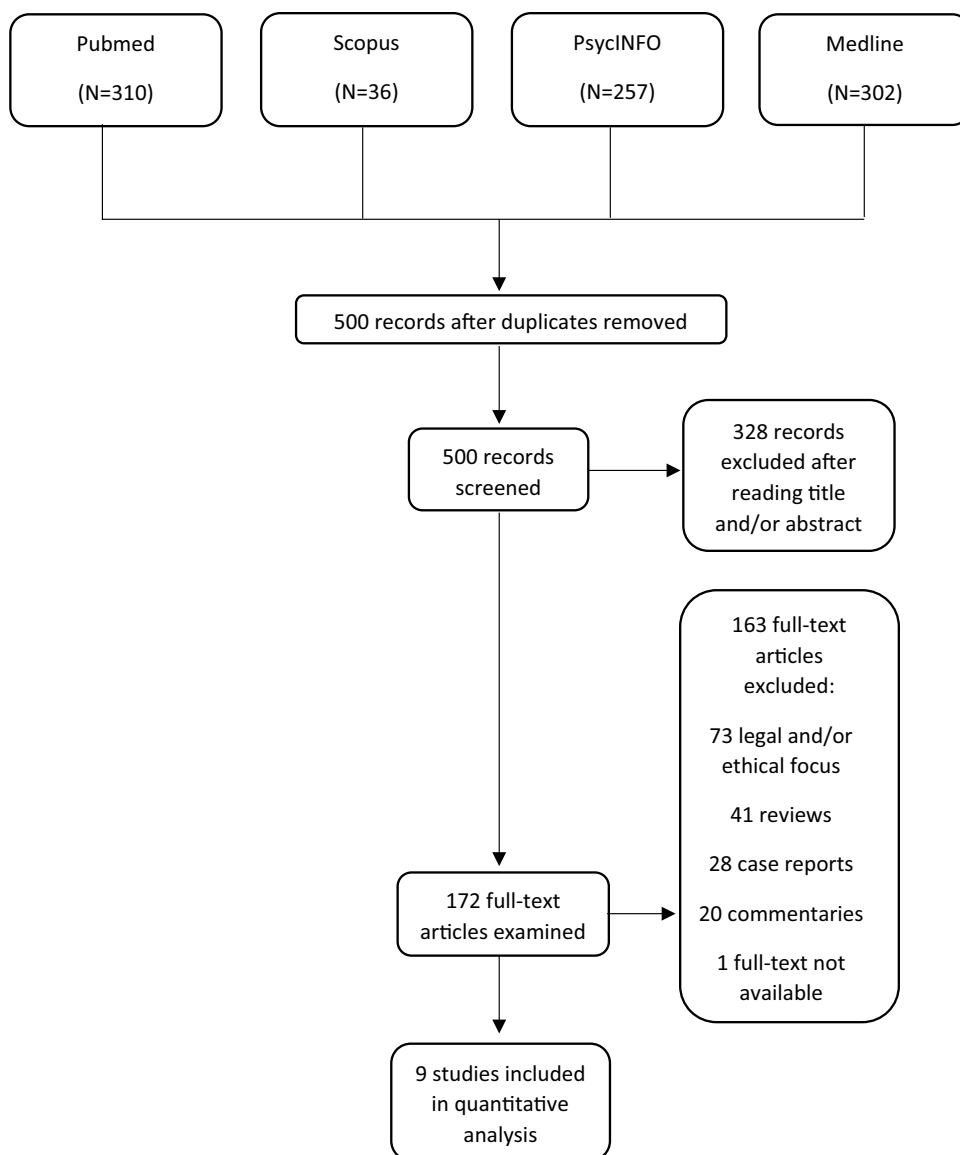 Pubmed
(N=310)
Scopus
(N=36)
PsycINFO
(N=257)
Medline
(N=302)
500 records after duplicates removed
500 records
screened
328 records
excluded after
reading title
and/or abstract
163 full-text
articles
excluded:
73 legal and/or
ethical focus
41 reviews
28 case reports
20 commentaries
1 full-text not
available
172 full-text
articles examined
9 studies included
in quantitative
analysis